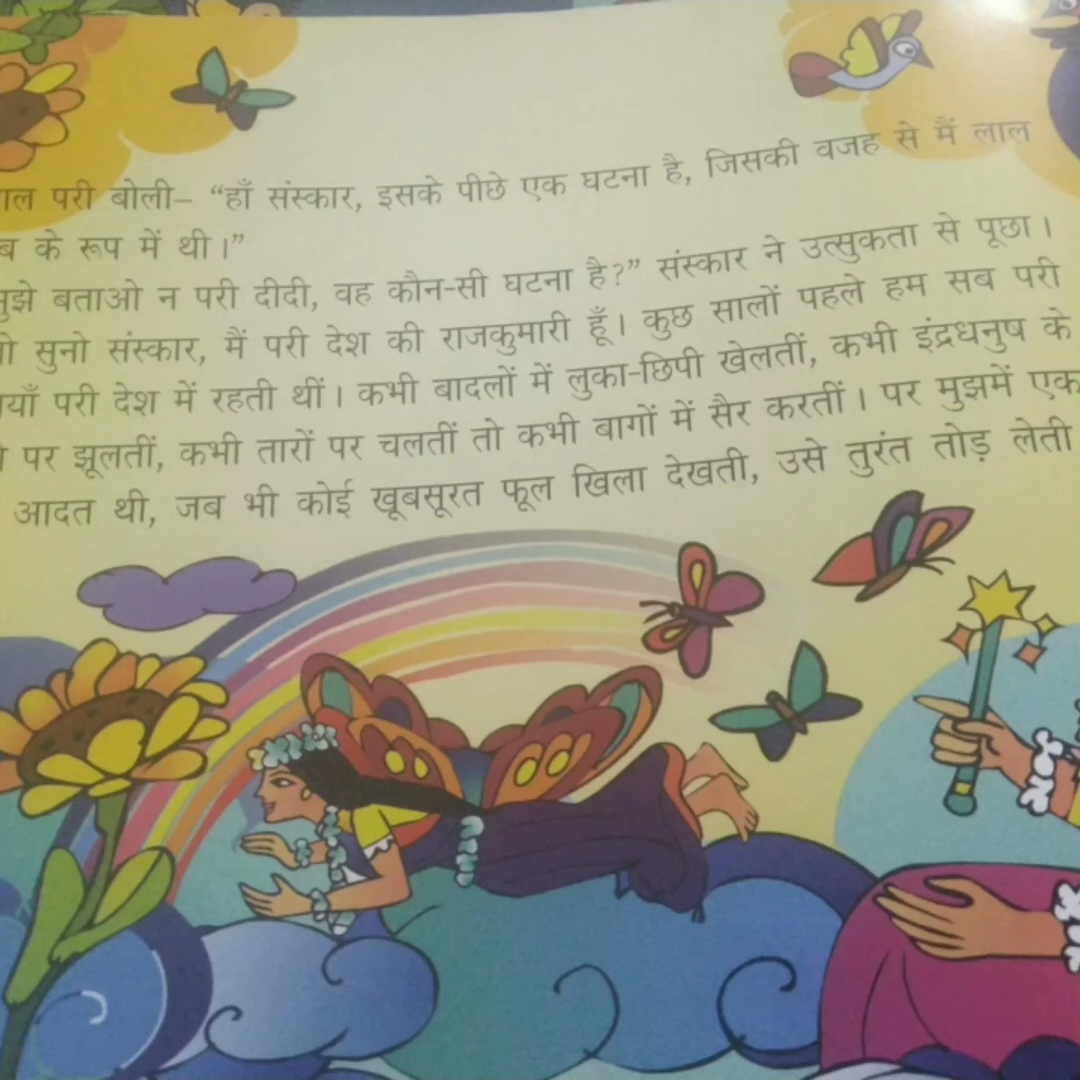 परी बोली– “हाँ संस्कार, इसके पीछे एक घटना है, जिसकी वजह से मैं लाल
के रूप में थी।”
बताओ न परी दीदी, वह कौन-सी घटना है?” संस्कार ने उत्सुकता से पूछा।
सुनो संस्कार, मैं परी देश की राजकुमारी हूँ। कुछ सालों पहले हम सब परी
परी देश में रहती थीं। कभी बादलों में लुका-छिपी खेलतीं, कभी इंद्रधनुष के
पर झूलतीं, कभी तारों पर चलतीं तो कभी बागों में सैर करतीं। पर मुझमें एक
आदत थी, जब भी कोई खूबसूरत फूल खिला देखती, उसे तुरंत तोड़ लेती